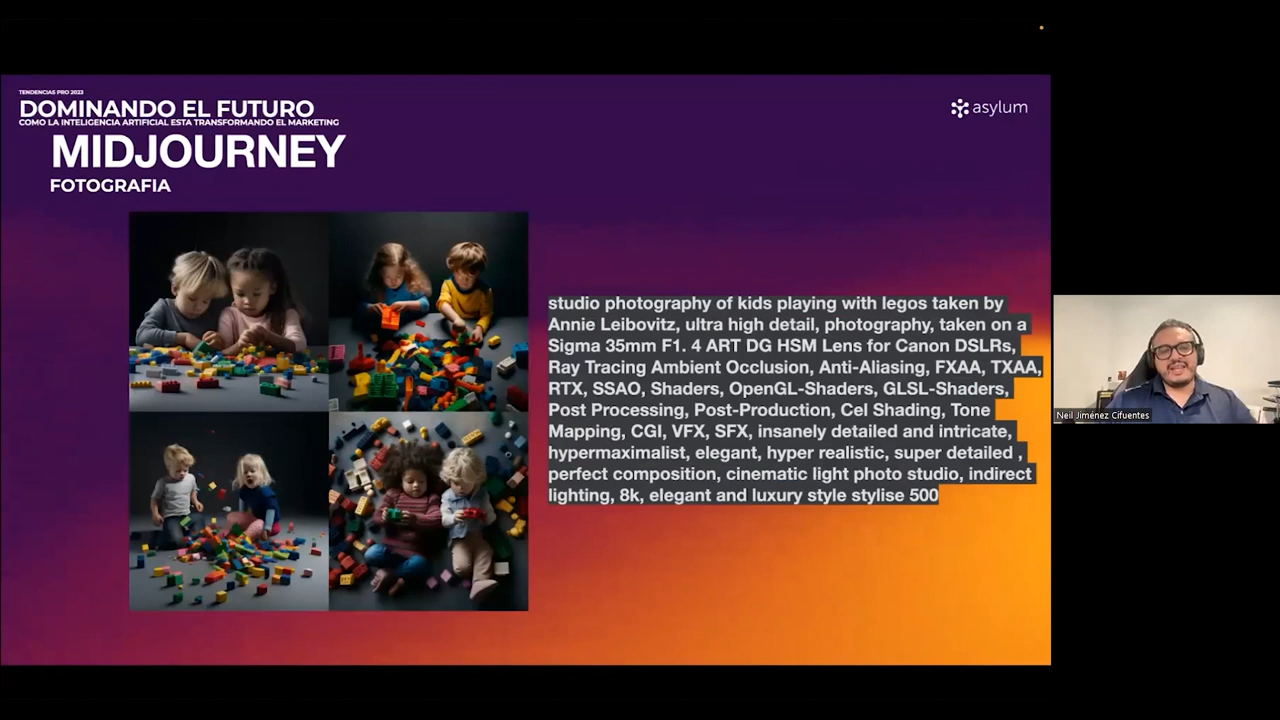 TENDENCIAS PRO 2023
DOMINANDO EL FUTURO
COMO LA INTELIGENCIA ARTIFICIAL ESTA TRANSFORMANDO EL MARKETING
MIDJOURNEY
FOTOGRAFIA
asylum
studio photography of kids playing with legos taken by
Annie Leibovitz, ultra high detail, photography, taken on a
Sigma 35mm F1. 4 ART DG HSM Lens for Canon DSLRs,
Ray Tracing Ambient Occlusion, Anti-Aliasing, FXAA, TXAA,
RTX, SSAO, Shaders, OpenGL-Shaders, GLSL-Shaders,
Post Processing, Post-Production, Cel Shading, Tone
Mapping, CGI, VFX, SFX, insanely detailed and intricate,
hypermaximalist, elegant, hyper realistic, super detailed ,
perfect composition, cinematic light photo studio, indirect
lighting, 8k, elegant and luxury style stylise 500
Neil Jiménez Cifuentes